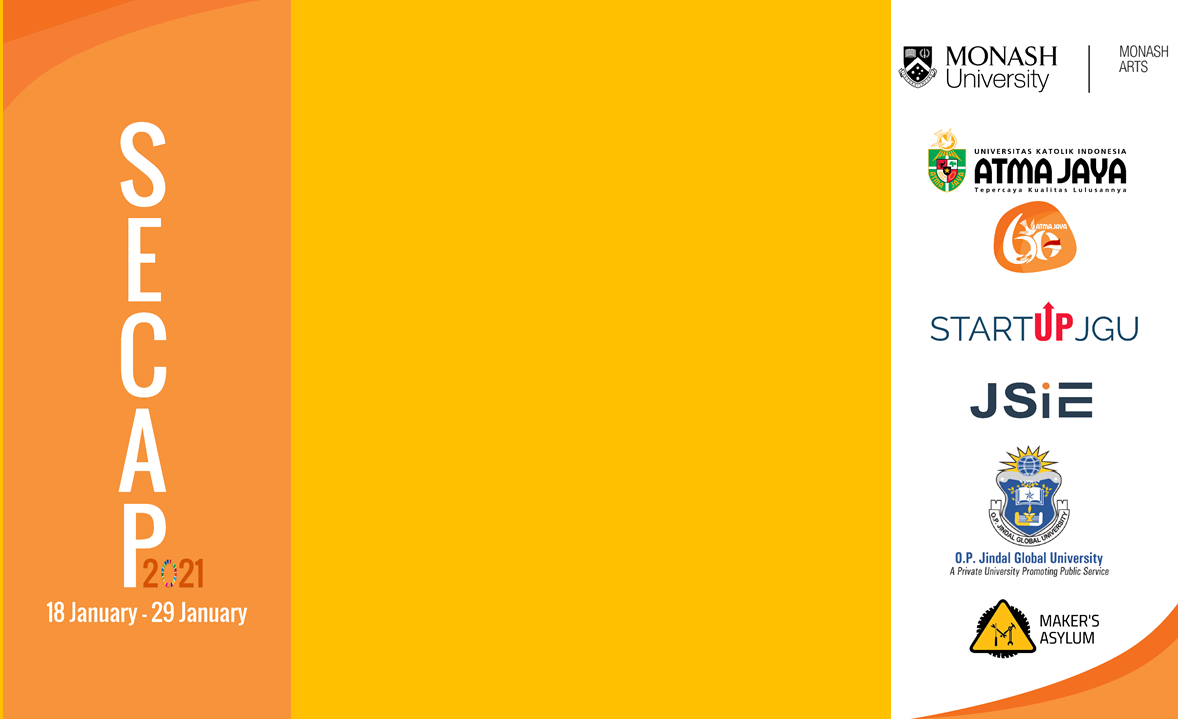 SECAP
2021
18 January - 29 January
MONASH University
MONASH ARTS
UNIVERSITAS KATOLIK INDONESIA
ATMA JAYA
Tepercaya Kualitas Lulusannya
ATMA JAYA
60
STARTUPJGU
JSiE
O.P. JINDAL GLOBAL UNIVERSITY
O.P. Jindal Global University
A Private University Promoting Public Service
MAKER'S
ASYLUM